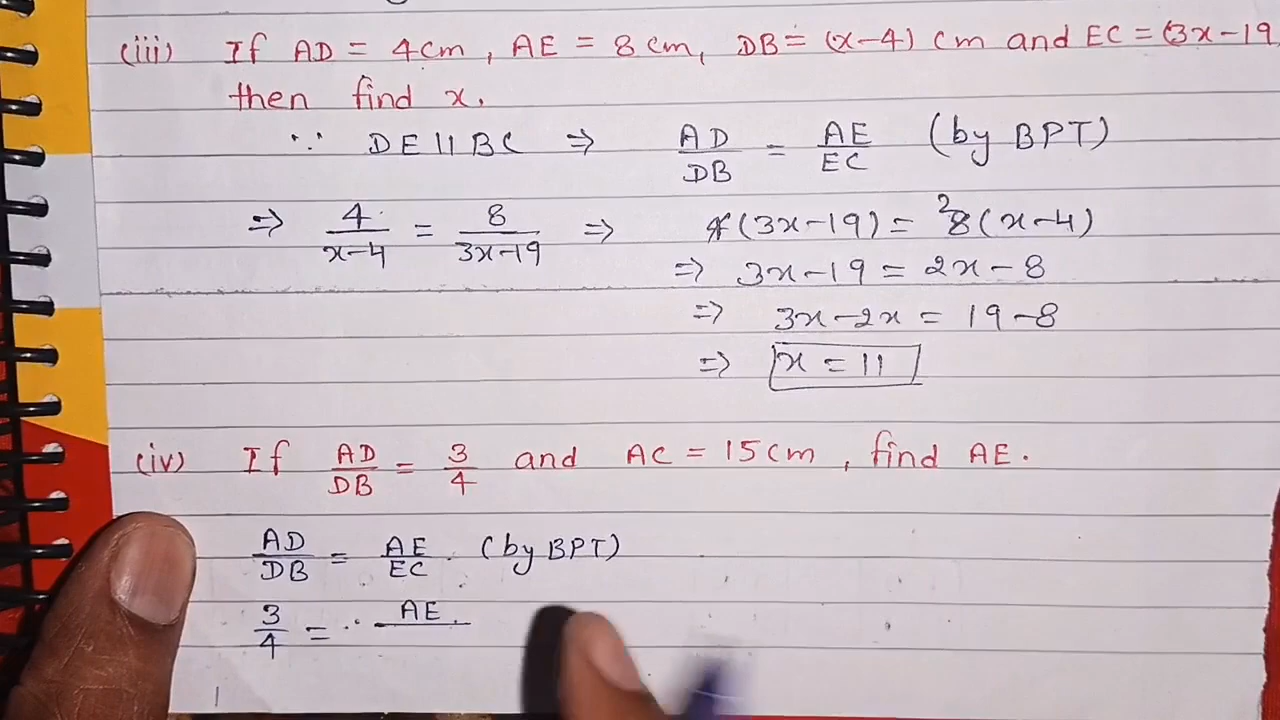 (iii) If AD = 4cm, AE = 8cm, DB = (x-4) cm and EC = (3x-19
then find x.
∵ DE || BC ⇒ AD/DB = AE/EC (by BPT)
⇒ 4/x-4 = 8/3x-19 ⇒ 4(3x-19) = ²8(x-4)
⇒ 3x-19 = 2x-8
⇒ 3x-2x = 19-8
⇒ x = 11
(iv) If AD/DB = 3/4 and AC = 15cm, find AE.
AD/DB = AE/EC. (by BPT)
3/4 = AE